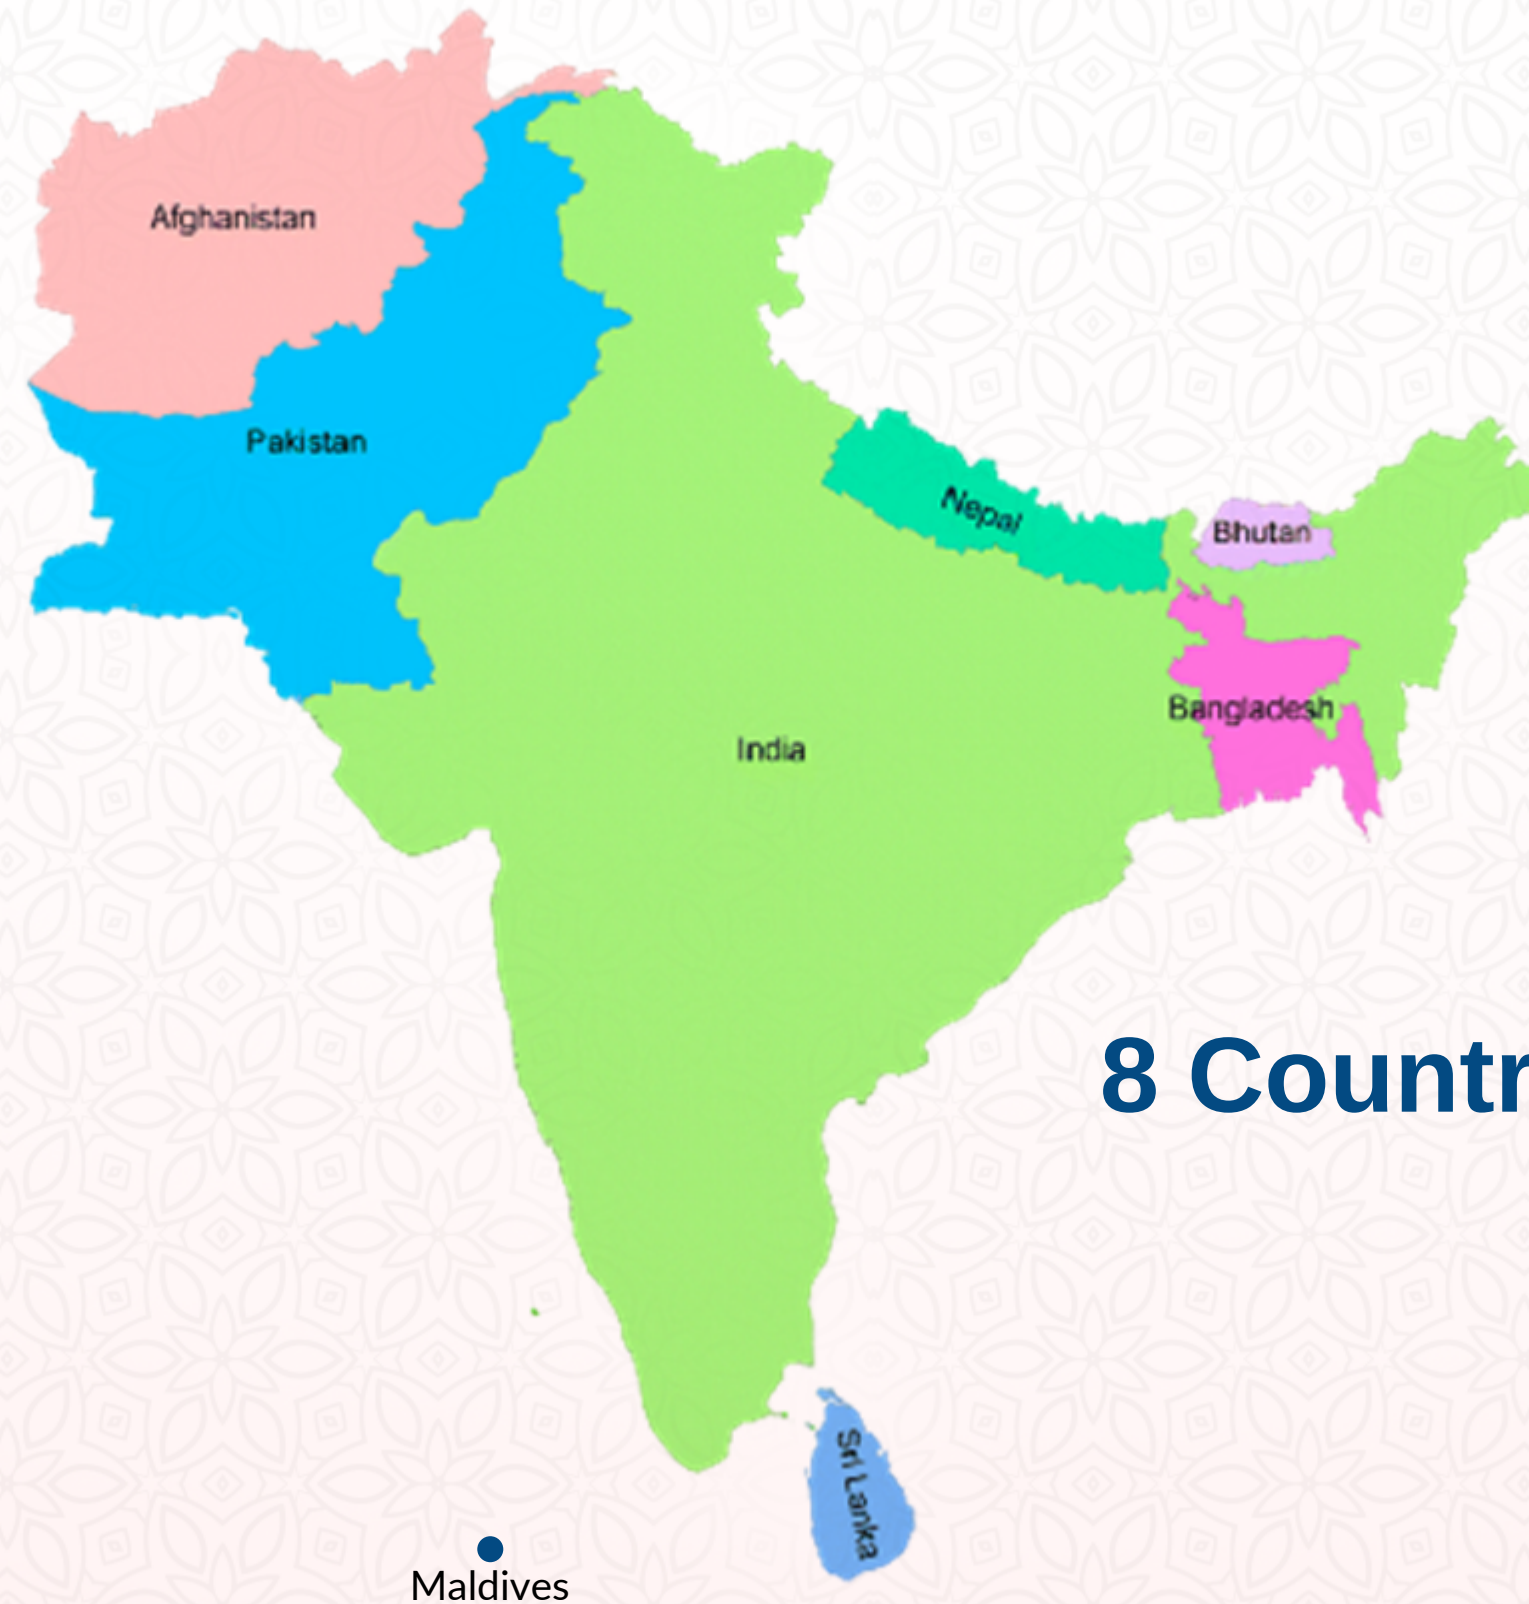 Afghanistan
Pakistan
Nepal
Bhutan
Bangladesh
India
8 Countr
Sri Lanka
Maldives